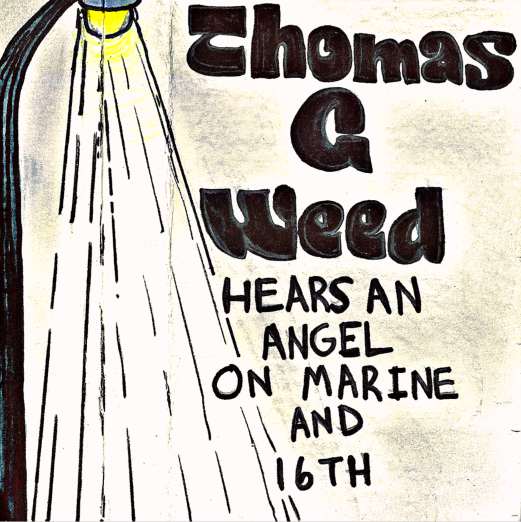 Thomas
G
Weed
HEARS AN
ANGEL
ON MARINE
AND
16TH